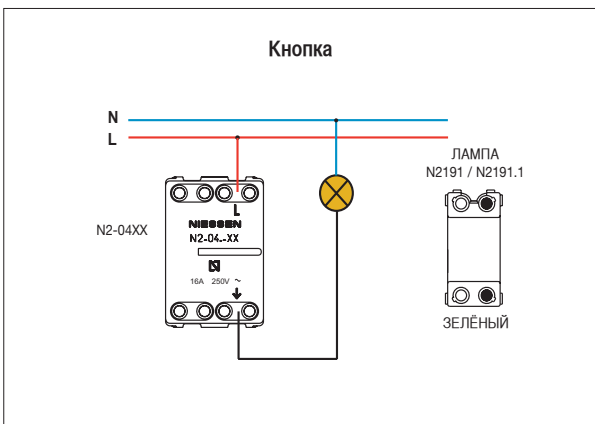 Кнопка
N
L
ЛАМПА
N2191 / N2191.1
L
NIESSEN
N2-04XX
N2-04..-XX
16A 250V ~
ЗЕЛЁНЫЙ